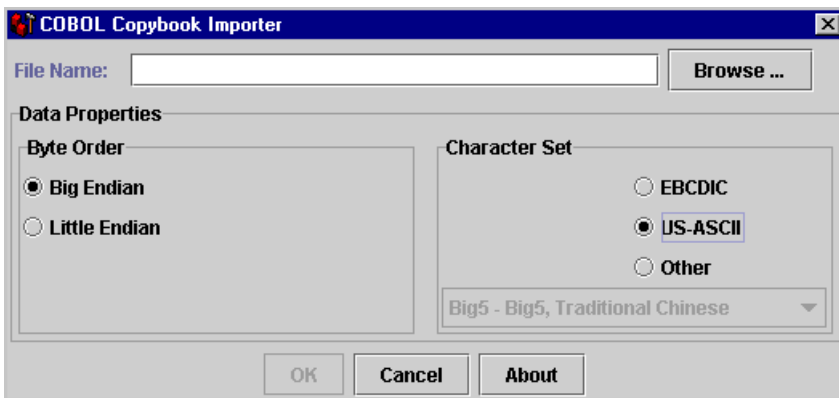 COBOL Copybook Importer
File Name:
Browse ...
Data Properties
Byte Order
Big Endian
Little Endian
Character Set
EBCDIC
US-ASCII
Other
Big5 - Big5, Traditional Chinese
OK Cancel About